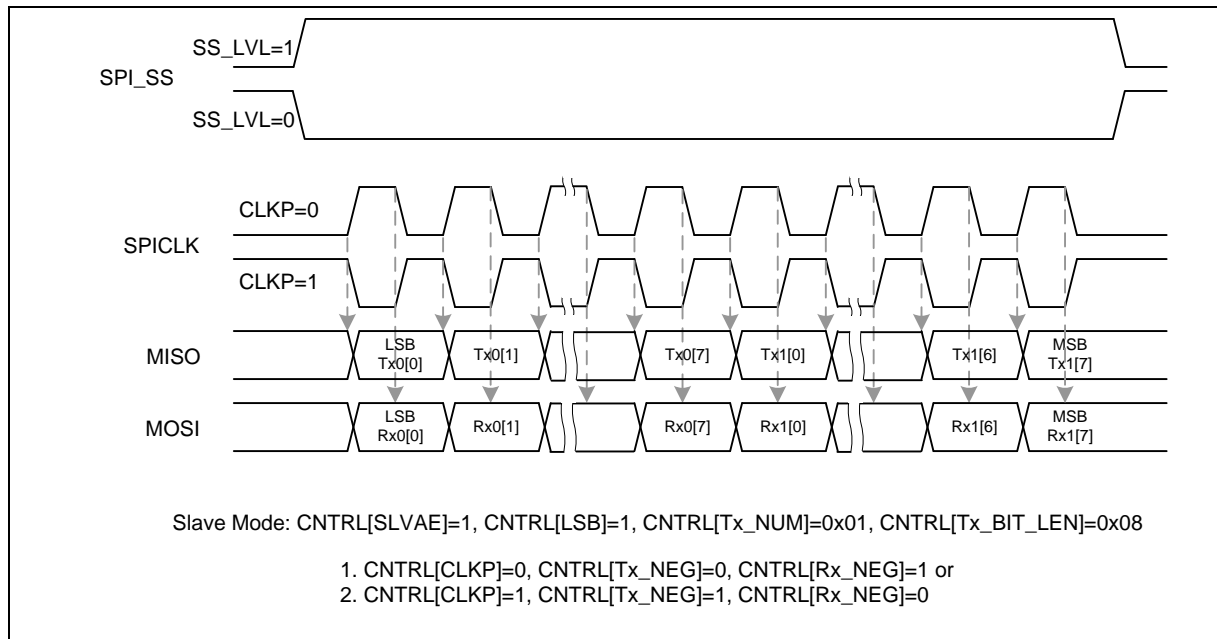 SS_LVL=1
SPI_SS
SS_LVL=0
CLKP=0
SPICLK
CLKP=1
MISO
LSB
Tx0[0]
Tx0[1]
Tx0[7]
Tx1[0]
Tx1[6]
MSB
Tx1[7]
MOSI
LSB
Rx0[0]
Rx0[1]
Rx0[7]
Rx1[0]
Rx1[6]
MSB
Rx1[7]
Slave Mode: CNTRL[SLVAE]=1, CNTRL[LSB]=1, CNTRL[Tx_NUM]=0x01, CNTRL[Tx_BIT_LEN]=0x08
1. CNTRL[CLKP]=0, CNTRL[Tx_NEG]=0, CNTRL[Rx_NEG]=1 or
2. CNTRL[CLKP]=1, CNTRL[Tx_NEG]=1, CNTRL[Rx_NEG]=0